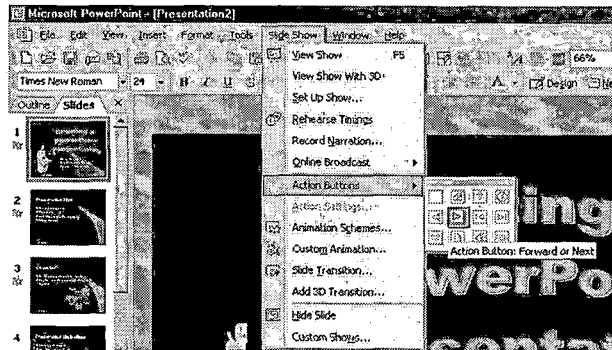 Microsoft PowerPoint - [Presentation2]
File Edit View Insert Format Tools Slide Show Window Help
66%
Times New Roman 24 B U A Design
Outline Slides
View Show F5
View Show With 3D
Set Up Show...
Rehearse Timings
Record Narration...
Online Broadcast
Action Buttons
Action Settings...
Animation Schemes...
Custom Animation...
Slide Transition...
Add 3D Transition...
Hide Slide
Custom Shows...
Action Button: Forward or Next
1
2
3
4
ing
werPo